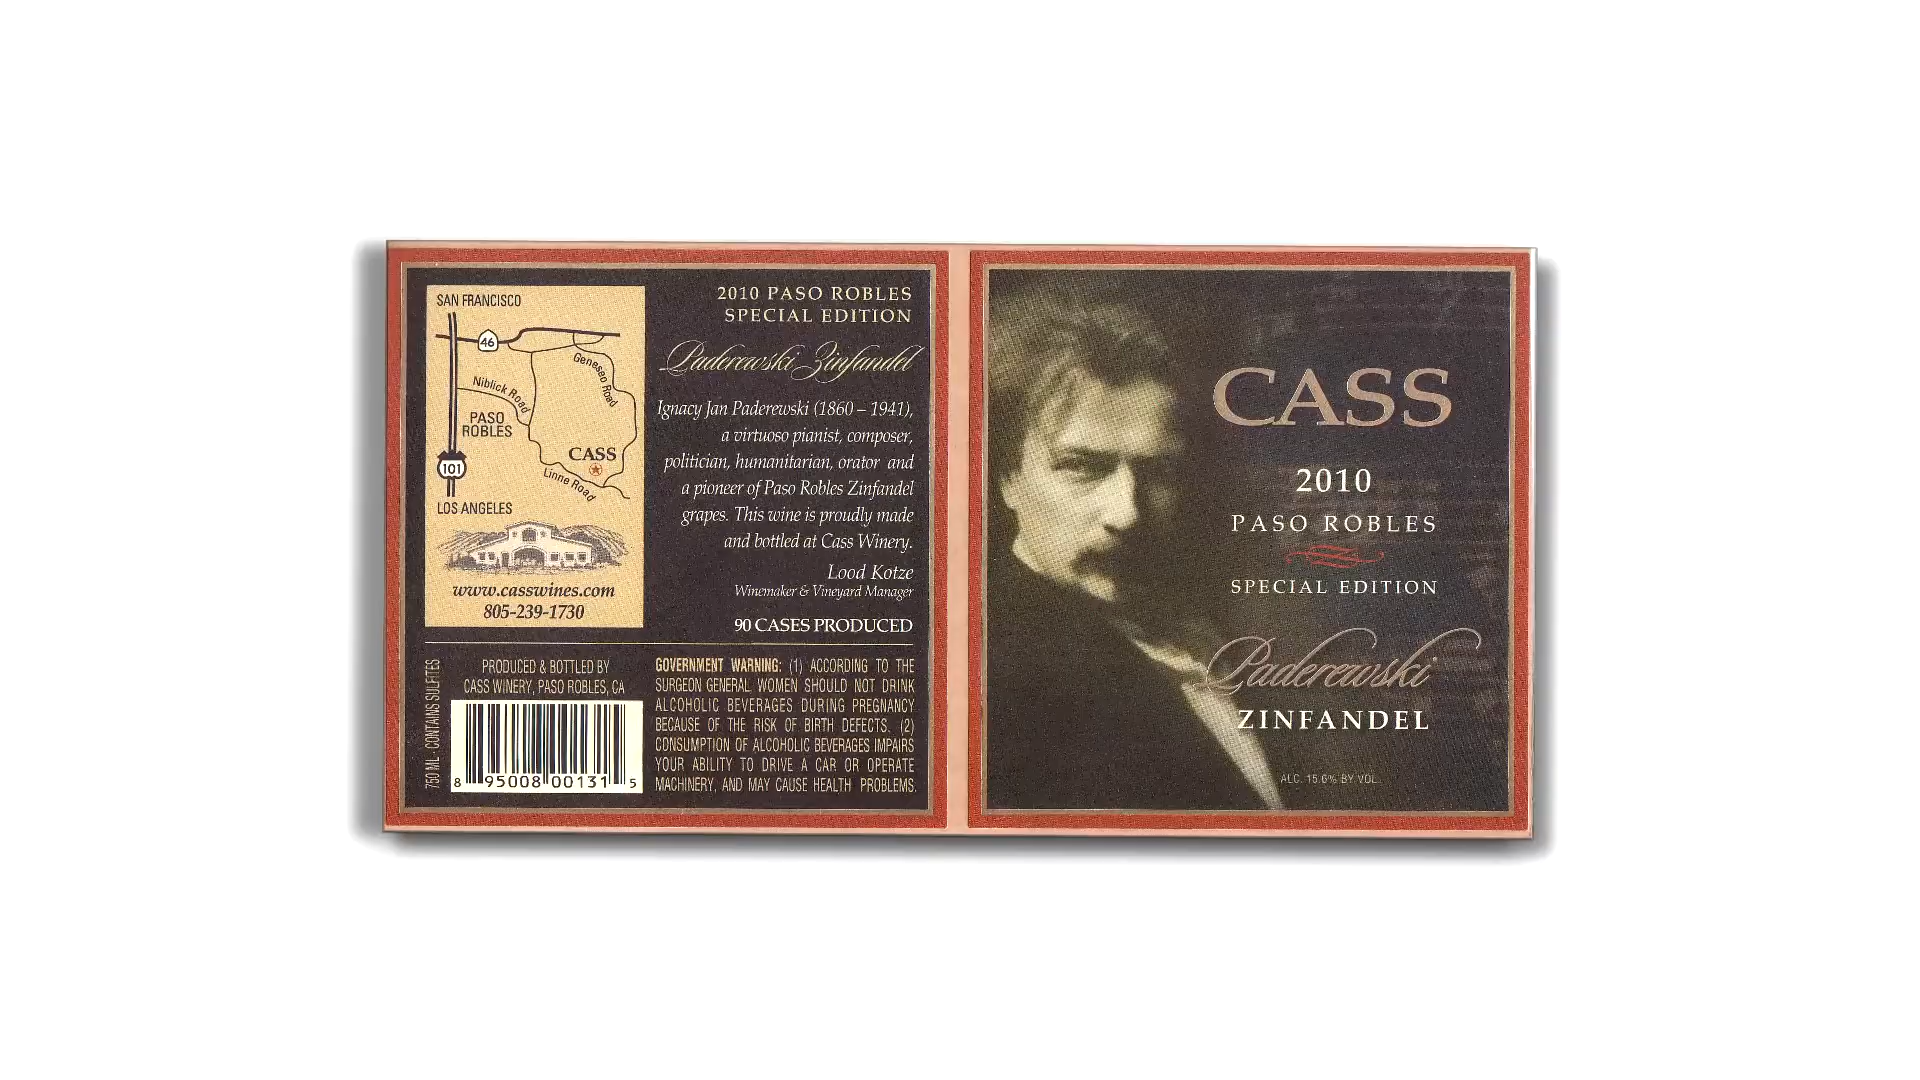 SAN FRANCISCO
46
Geneseo Road
Niblick Road
PASO
ROBLES
CASS
101
Linne Road
LOS ANGELES
www.casswines.com
805-239-1730
2010 PASO ROBLES
SPECIAL EDITION
Paderewski Zinfandel
Ignacy Jan Paderewski (1860 – 1941),
a virtuoso pianist, composer,
politician, humanitarian, orator and
a pioneer of Paso Robles Zinfandel
grapes. This wine is proudly made
and bottled at Cass Winery.
Lood Kotze
Winemaker & Vineyard Manager
90 CASES PRODUCED
750 ML - CONTAINS SULFITES
PRODUCED & BOTTLED BY
CASS WINERY, PASO ROBLES, CA
8 95008 00131 5
GOVERNMENT WARNING: (1) ACCORDING TO THE
SURGEON GENERAL WOMEN SHOULD NOT DRINK
ALCOHOLIC BEVERAGES DURING PREGNANCY
BECAUSE OF THE RISK OF BIRTH DEFECTS. (2)
CONSUMPTION OF ALCOHOLIC BEVERAGES IMPAIRS
YOUR ABILITY TO DRIVE A CAR OR OPERATE
MACHINERY, AND MAY CAUSE HEALTH PROBLEMS.
CASS
2010
PASO ROBLES
SPECIAL EDITION
Paderewski
ZINFANDEL
ALC. 15.6% BY VOL.